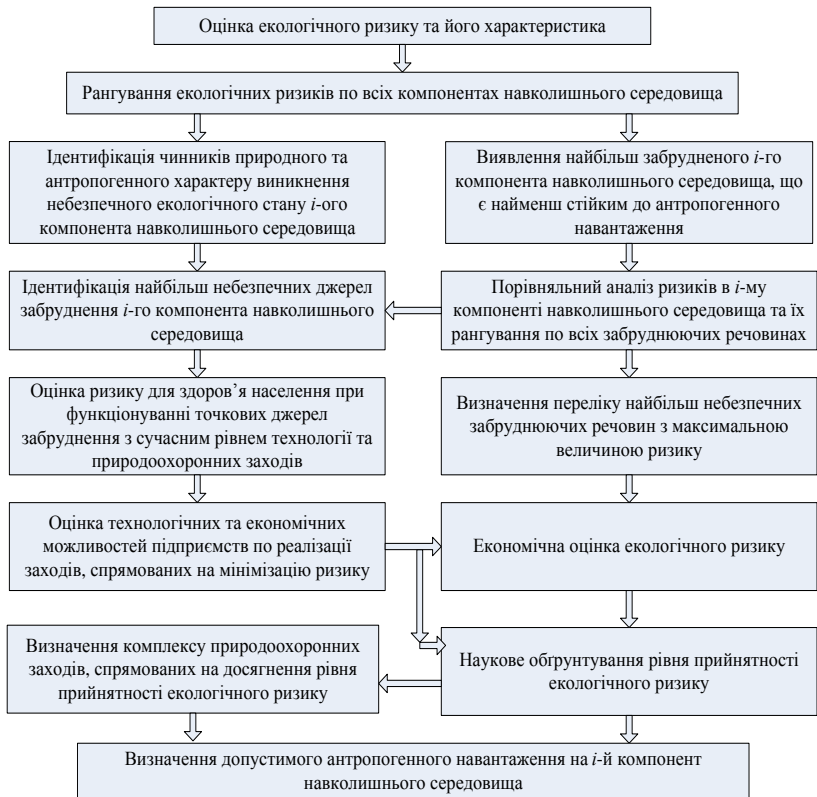 Оцінка екологічного ризику та його характеристика
Рангування екологічних ризиків по всіх компонентах навколишнього середовища
Ідентифікація чинників природного та
антропогенного характеру виникнення
небезпечного екологічного стану і-ого
компонента навколишнього середовища
Виявлення найбільш забрудненого і-го
компонента навколишнього середовища, що
є найменш стійким до антропогенного
навантаження
Ідентифікація найбільш небезпечних джерел
забруднення і-го компонента навколишнього
середовища
Порівняльний аналіз ризиків в і-му
компоненті навколишнього середовища та їх
рангування по всіх забруднюючих речовинах
Оцінка ризику для здоров’я населення при
функціонуванні точкових джерел
забруднення з сучасним рівнем технології та
природоохоронних заходів
Визначення переліку найбільш небезпечних
забруднюючих речовин з максимальною
величиною ризику
Оцінка технологічних та економічних
можливостей підприємств по реалізації
заходів, спрямованих на мінімізацію ризику
Економічна оцінка екологічного ризику
Визначення комплексу природоохоронних
заходів, спрямованих на досягнення рівня
прийнятності екологічного ризику
Наукове обґрунтування рівня прийнятності
екологічного ризику
Визначення допустимого антропогенного навантаження на і-й компонент
навколишнього середовища